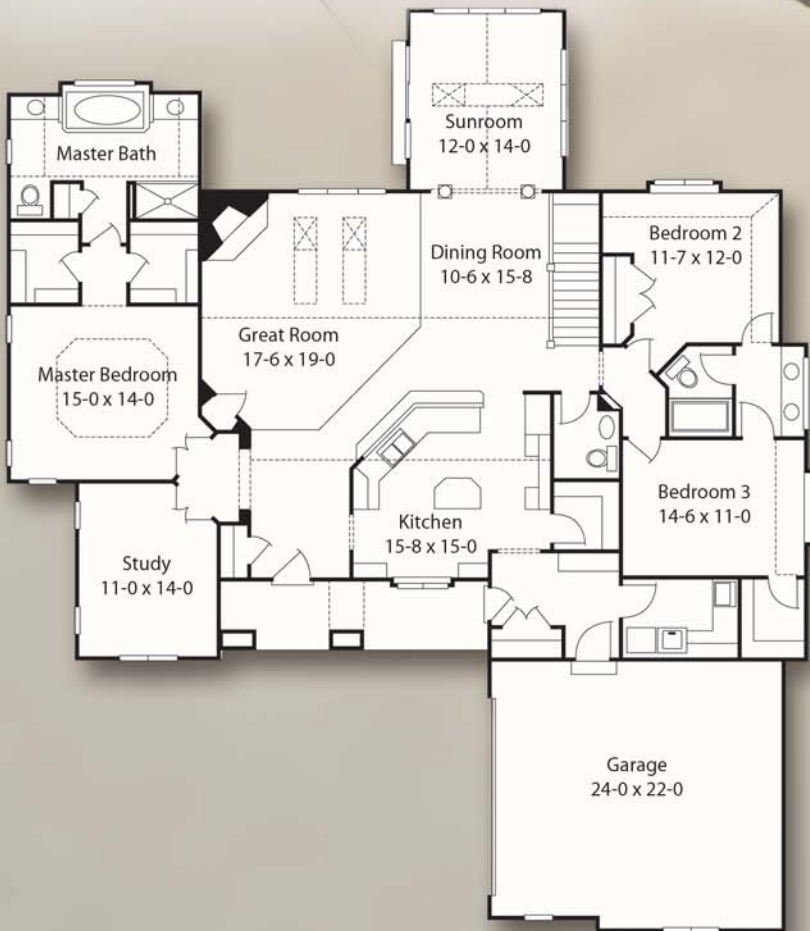 Sunroom
12-0 x 14-0
Master Bath
Bedroom 2
11-7 x 12-0
Dining Room
10-6 x 15-8
Great Room
17-6 x 19-0
Master Bedroom
15-0 x 14-0
Bedroom 3
14-6 x 11-0
Kitchen
15-8 x 15-0
Study
11-0 x 14-0
Garage
24-0 x 22-0